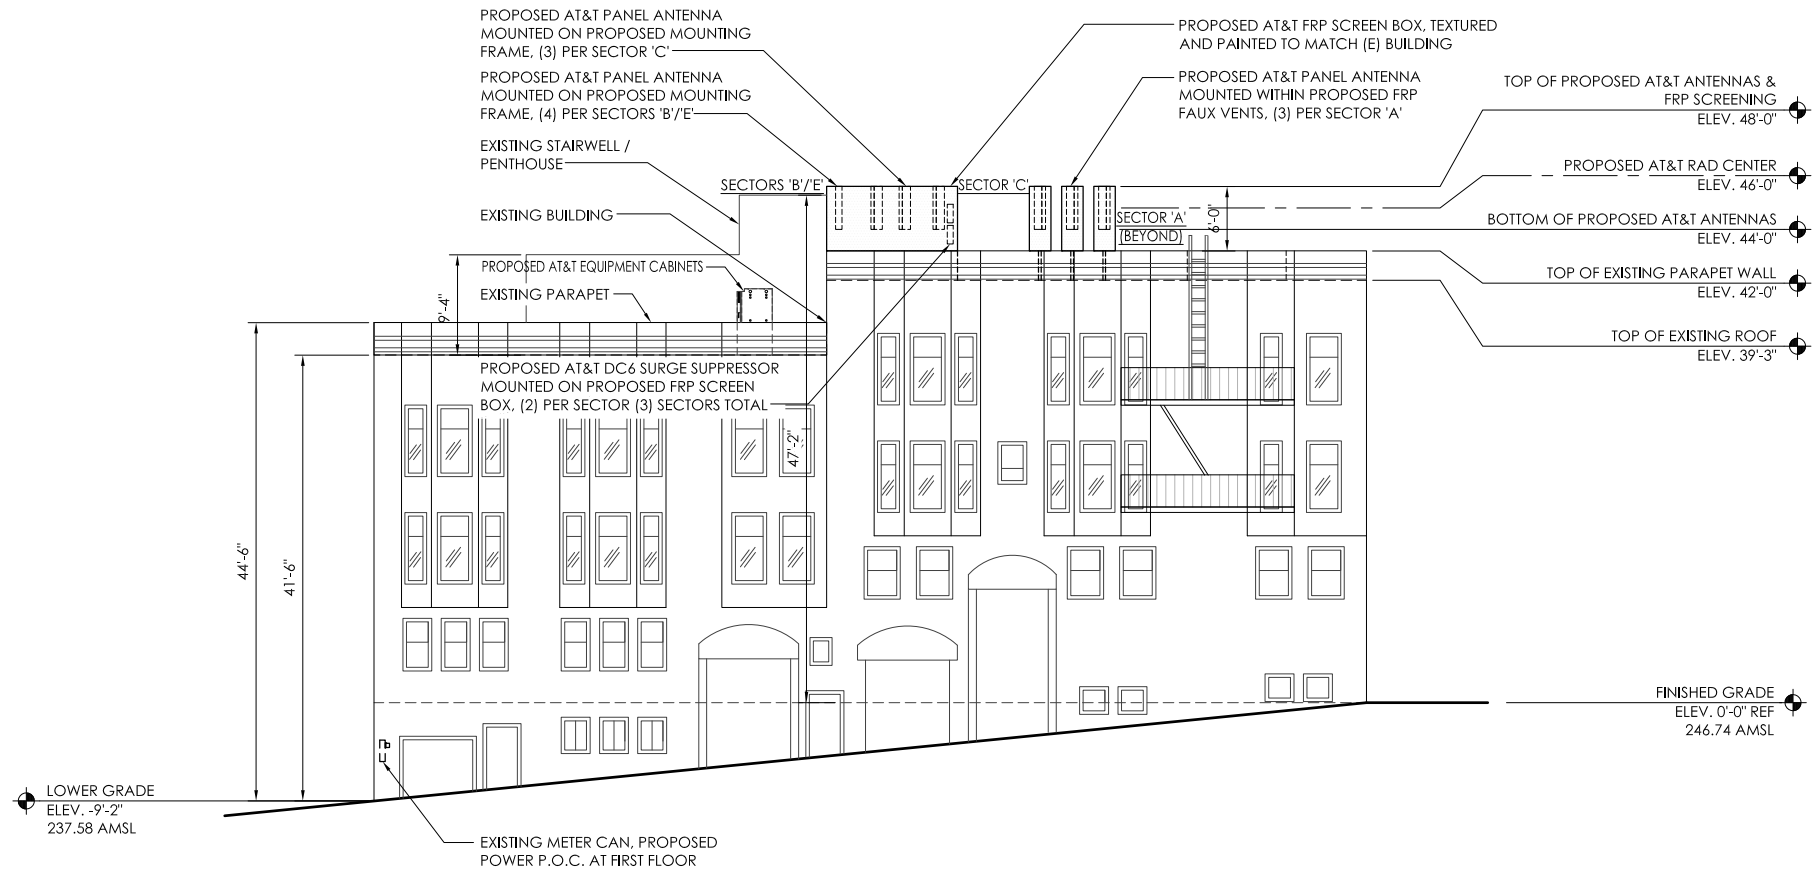 PROPOSED AT&T PANEL ANTENNA
MOUNTED ON PROPOSED MOUNTING
FRAME, (3) PER SECTOR 'C'
PROPOSED AT&T PANEL ANTENNA
MOUNTED ON PROPOSED MOUNTING
FRAME, (4) PER SECTORS 'B'/'E'
EXISTING STAIRWELL /
PENTHOUSE
EXISTING BUILDING
PROPOSED AT&T EQUIPMENT CABINETS
EXISTING PARAPET
PROPOSED AT&T DC6 SURGE SUPPRESSOR
MOUNTED ON PROPOSED FRP SCREEN
BOX, (2) PER SECTOR (3) SECTORS TOTAL
SECTORS 'B'/'E'
SECTOR 'C'
SECTOR 'A'
(BEYOND)
PROPOSED AT&T FRP SCREEN BOX, TEXTURED
AND PAINTED TO MATCH (E) BUILDING
PROPOSED AT&T PANEL ANTENNA
MOUNTED WITHIN PROPOSED FRP
FAUX VENTS, (3) PER SECTOR 'A'
TOP OF PROPOSED AT&T ANTENNAS &
FRP SCREENING
ELEV. 48'-0"
PROPOSED AT&T RAD CENTER
ELEV. 46'-0"
BOTTOM OF PROPOSED AT&T ANTENNAS
ELEV. 44'-0"
TOP OF EXISTING PARAPET WALL
ELEV. 42'-0"
TOP OF EXISTING ROOF
ELEV. 39'-3"
6'-0"
9'-4"
47'-2"
44'-6"
41'-6"
FINISHED GRADE
ELEV. 0'-0" REF
246.74 AMSL
LOWER GRADE
ELEV. -9'-2"
237.58 AMSL
EXISTING METER CAN, PROPOSED
POWER P.O.C. AT FIRST FLOOR